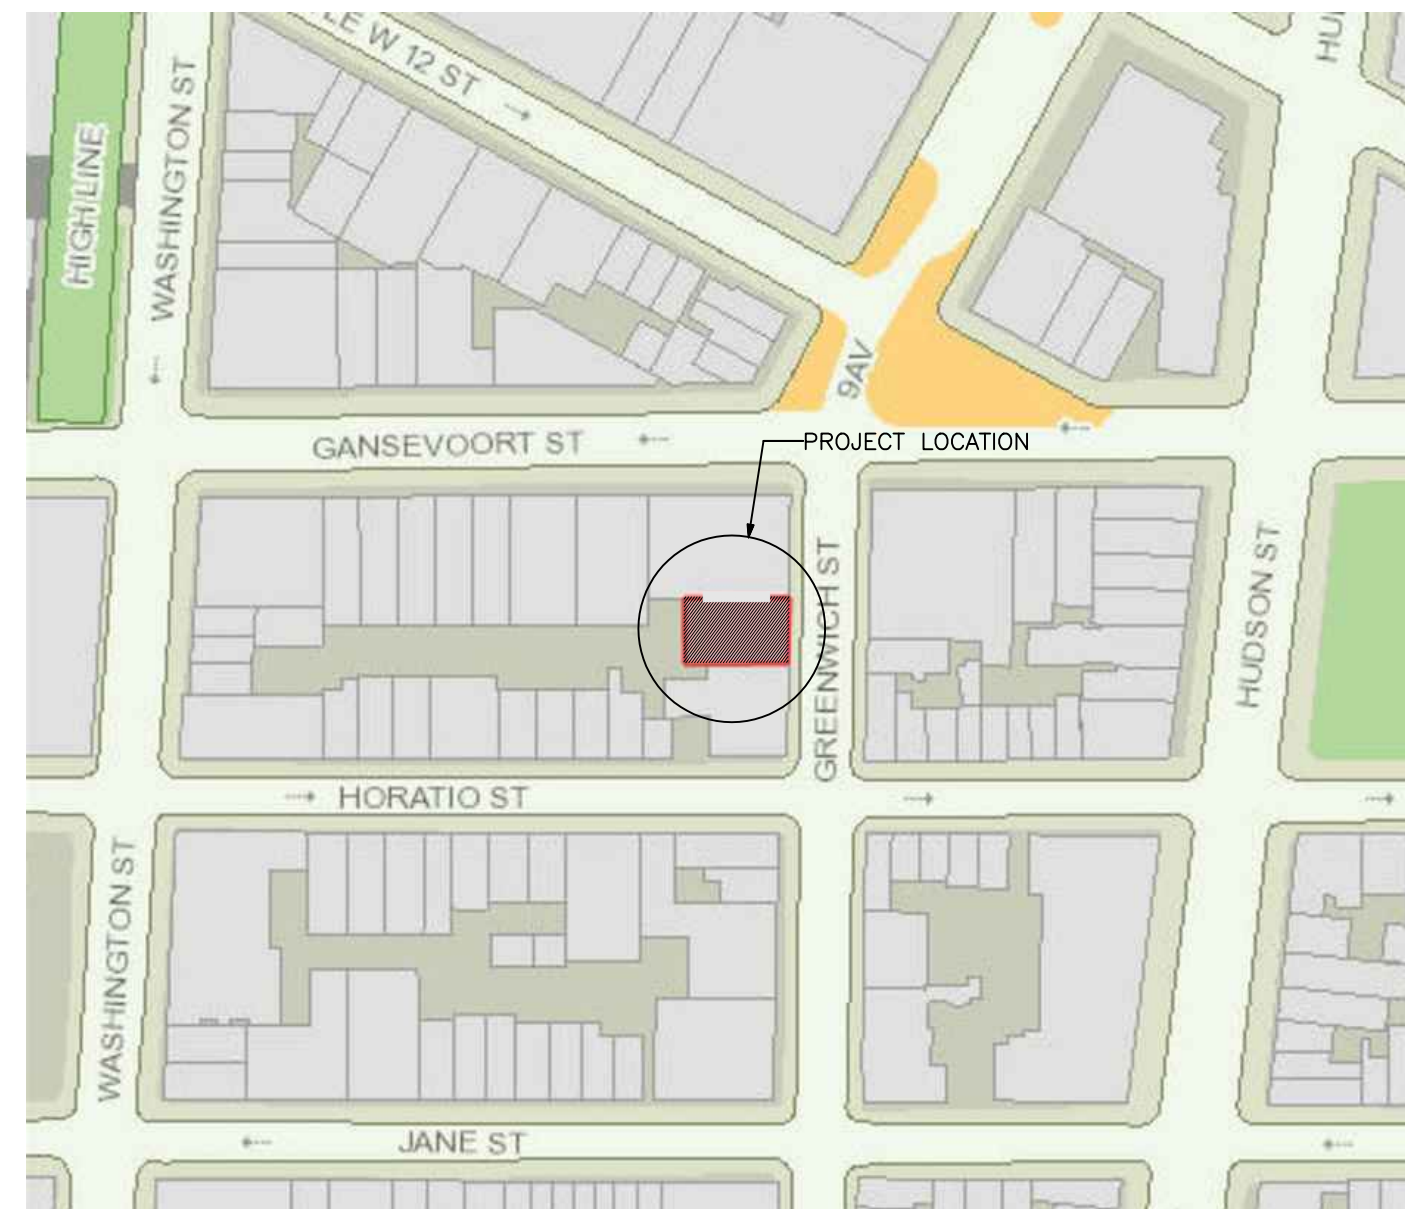 LE W 12 ST
HU
WASHINGTON ST
HIGH LINE
9AV
GANSEVOORT ST
PROJECT LOCATION
GREENWICH ST
HUDSON ST
HORATIO ST
WASHINGTON ST
JANE ST